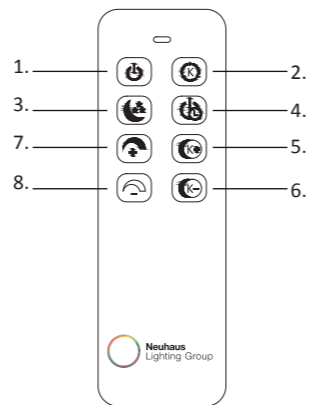 1.
2.
3.
4.
7.
5.
8.
6.
K
K
K
Neuhaus
Lighting Group